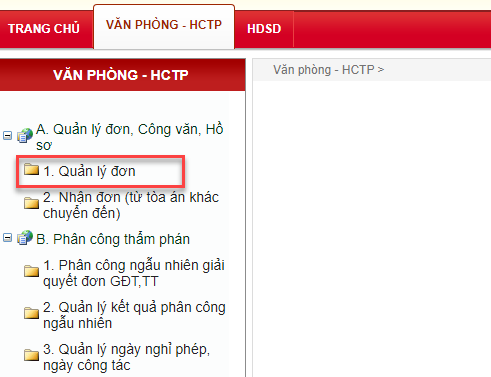 TRANG CHỦ
VĂN PHÒNG - HCTP
HDSD
VĂN PHÒNG - HCTP
Văn phòng - HCTP >
A. Quản lý đơn, Công văn, Hồ
sơ
1. Quản lý đơn
2. Nhận đơn (từ tòa án khác
chuyển đến)
B. Phân công thẩm phán
1. Phân công ngẫu nhiên giải
quyết đơn GĐT,TT
2. Quản lý kết quả phân công
ngẫu nhiên
3. Quản lý ngày nghỉ phép,
ngày công tác